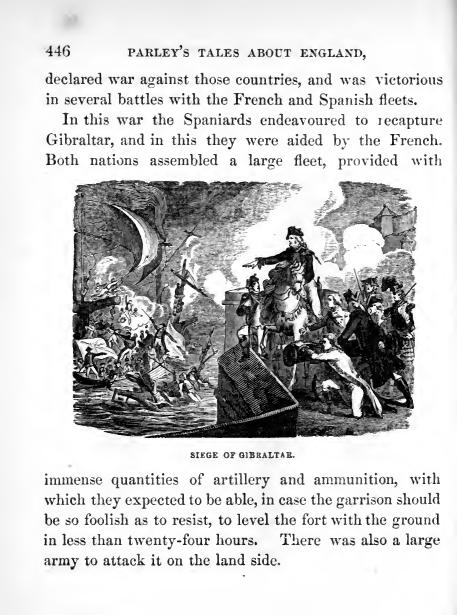 446 PARLEY'S TALES ABOUT ENGLAND,
declared war against those countries, and was victorious
in several battles with the French and Spanish fleets.
In this war the Spaniards endeavoured to recapture
Gibraltar, and in this they were aided by the French.
Both nations assembled a large fleet, provided with
SIEGE OF GIBRALTAR.
immense quantities of artillery and ammunition, with
which they expected to be able, in case the garrison should
be so foolish as to resist, to level the fort with the ground
in less than twenty-four hours. There was also a large
army to attack it on the land side.